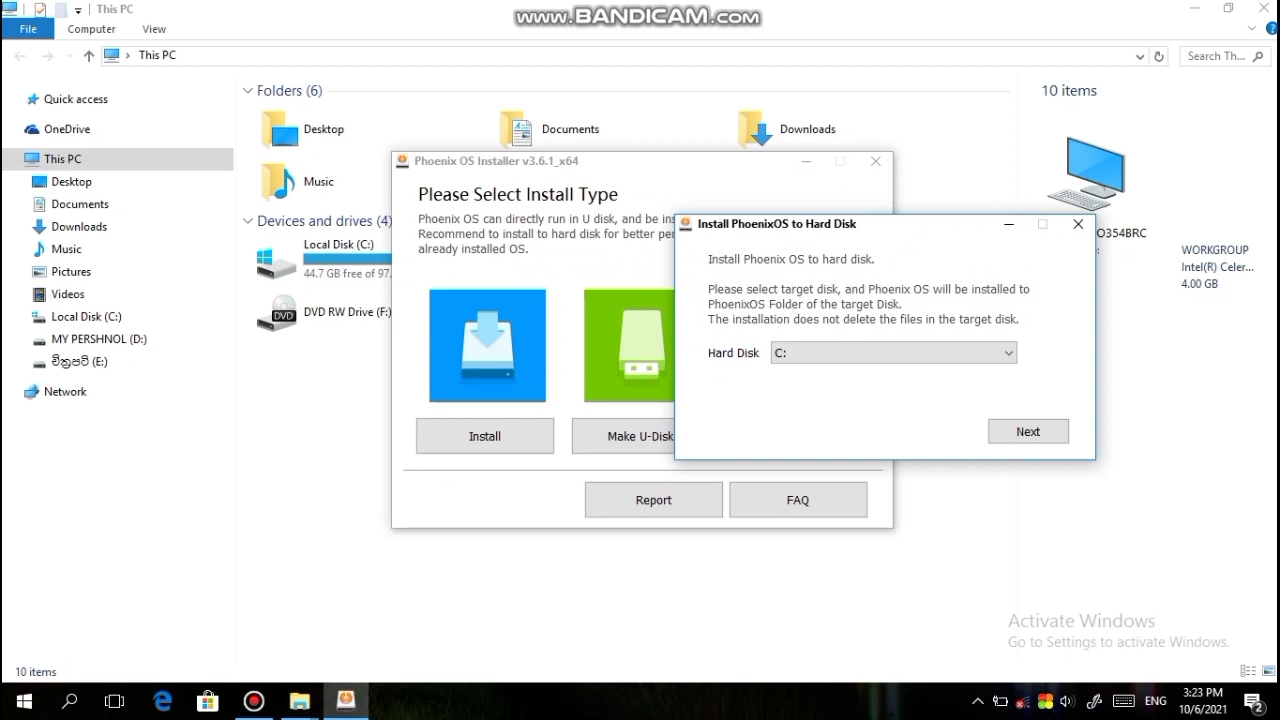 This PC
www.BANDICAM.com
File
Computer
View
This PC
Search Th...
Quick access
OneDrive
This PC
Desktop
Documents
Downloads
Music
Pictures
Videos
Local Disk (C:)
MY PERSHNOL (D:)
චිත්‍රපටි (E:)
Network
Folders (6)
Desktop
Documents
Downloads
Music
Devices and drives (4)
Local Disk (C:)
44.7 GB free of 97.
DVD RW Drive (F:)
DVD
10 items
O354BRC
WORKGROUP
Intel(R) Celer...
4.00 GB
Phoenix OS Installer v3.6.1_x64
Please Select Install Type
Phoenix OS can directly run in U disk, and be ins
Recommend to install to hard disk for better per
already installed OS.
Install
Make U-Disk
Report
FAQ
Install PhoenixOS to Hard Disk
Install Phoenix OS to hard disk.
Please select target disk, and Phoenix OS will be installed to
PhoenixOS Folder of the target Disk.
The installation does not delete the files in the target disk.
Hard Disk
C:
Next
Activate Windows
Go to Settings to activate Windows.
10 items
ENG
3:23 PM
10/6/2021
2